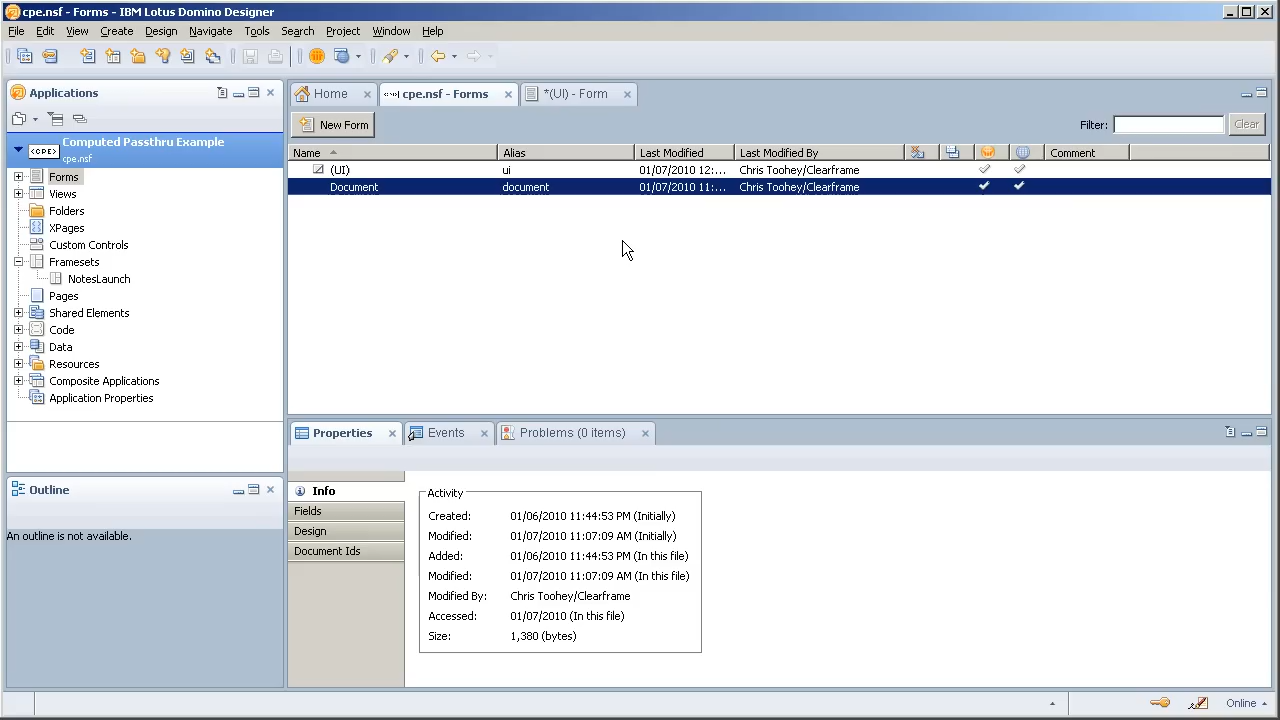 cpe.nsf - Forms - IBM Lotus Domino Designer
File Edit View Create Design Navigate Tools Search Project Window Help
Applications
Home
cpe.nsf - Forms
*(UI) - Form
New Form
Filter:
Clear
<CPE>
Computed Passthru Example
cpe.nsf
Forms
Views
Folders
XPages
Custom Controls
Framesets
NotesLaunch
Pages
Shared Elements
Code
Data
Resources
Composite Applications
Application Properties
Name Alias Last Modified Last Modified By Comment
(UI) ui 01/07/2010 12:... Chris Toohey/Clearframe
Document document 01/07/2010 11:... Chris Toohey/Clearframe
Outline
An outline is not available.
Properties
Events
Problems (0 items)
Info
Fields
Design
Document Ids
Activity
Created: 01/06/2010 11:44:53 PM (Initially)
Modified: 01/07/2010 11:07:09 AM (Initially)
Added: 01/06/2010 11:44:53 PM (In this file)
Modified: 01/07/2010 11:07:09 AM (In this file)
Modified By: Chris Toohey/Clearframe
Accessed: 01/07/2010 (In this file)
Size: 1,380 (bytes)
Online